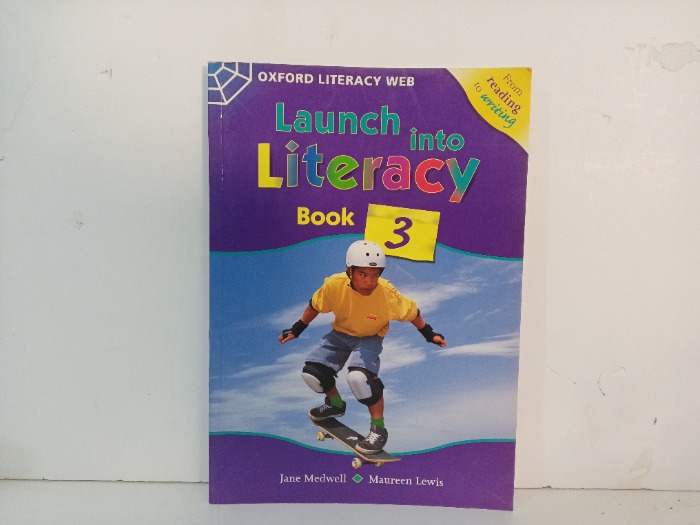 OXFORD LITERACY WEB
From
reading
to writing
Launch into
Literacy
Book 3
Jane Medwell Maureen Lewis